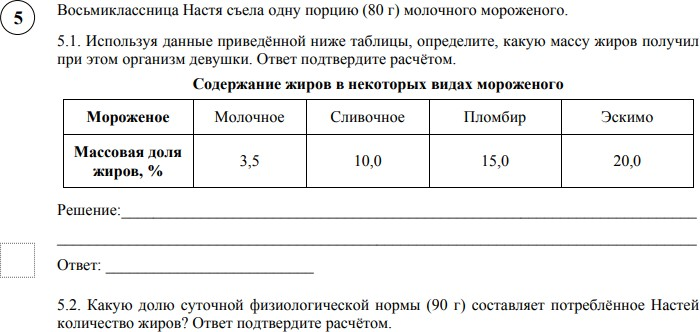 5
Восьмиклассница Настя съела одну порцию (80 г) молочного мороженого.
5.1. Используя данные приведённой ниже таблицы, определите, какую массу жиров получил
при этом организм девушки. Ответ подтвердите расчётом.
Содержание жиров в некоторых видах мороженого
Мороженое Молочное Сливочное Пломбир Эскимо
Массовая доля
жиров, % 3,5 10,0 15,0 20,0
Решение:
Ответ:
5.2. Какую долю суточной физиологической нормы (90 г) составляет потреблённое Настей
количество жиров? Ответ подтвердите расчётом.